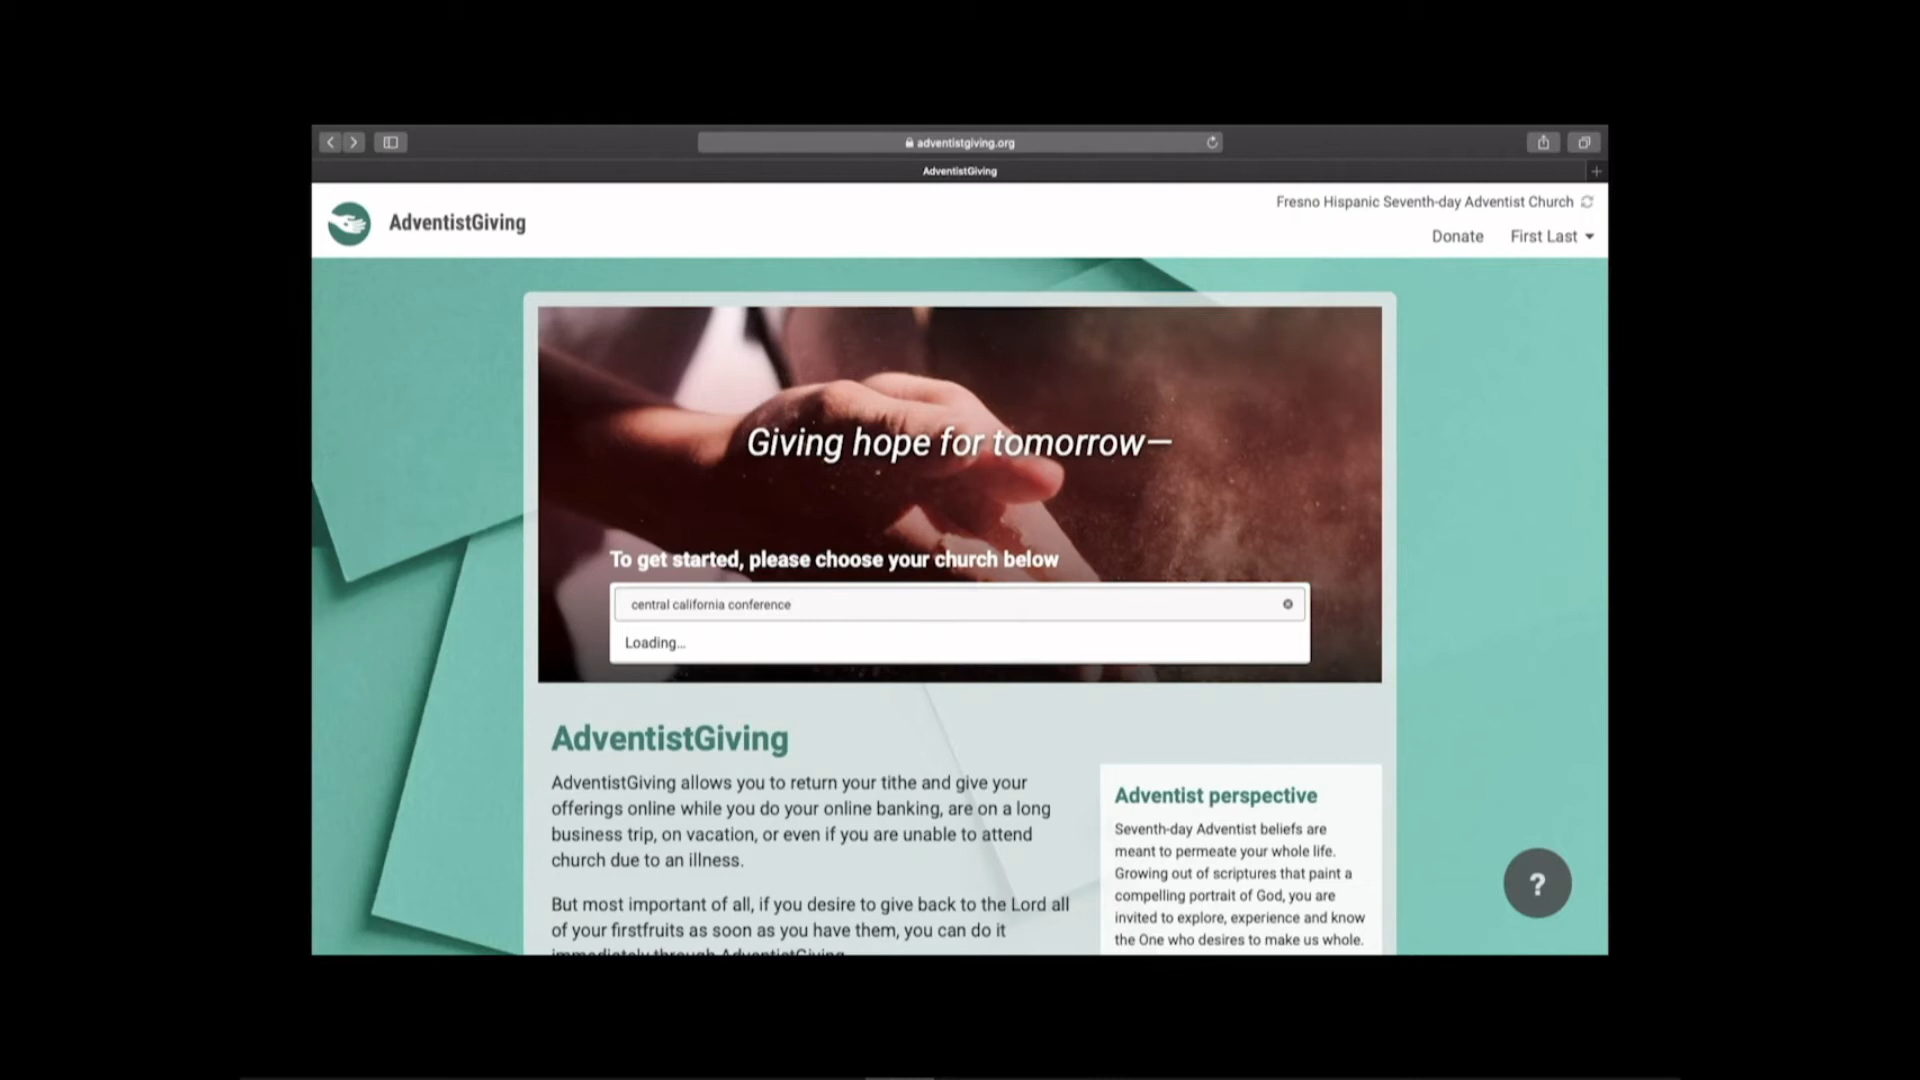 adventistgiving.org
AdventistGiving
Fresno Hispanic Seventh-day Adventist Church
AdventistGiving
Donate First Last
Giving hope for tomorrow—
To get started, please choose your church below
central california conference
Loading...
AdventistGiving
AdventistGiving allows you to return your tithe and give your
offerings online while you do your online banking, are on a long
business trip, on vacation, or even if you are unable to attend
church due to an illness.
But most important of all, if you desire to give back to the Lord all
of your firstfruits as soon as you have them, you can do it
immediately through AdventistGiving
Adventist perspective
Seventh-day Adventist beliefs are
meant to permeate your whole life.
Growing out of scriptures that paint a
compelling portrait of God, you are
invited to explore, experience and know
the One who desires to make us whole.
?